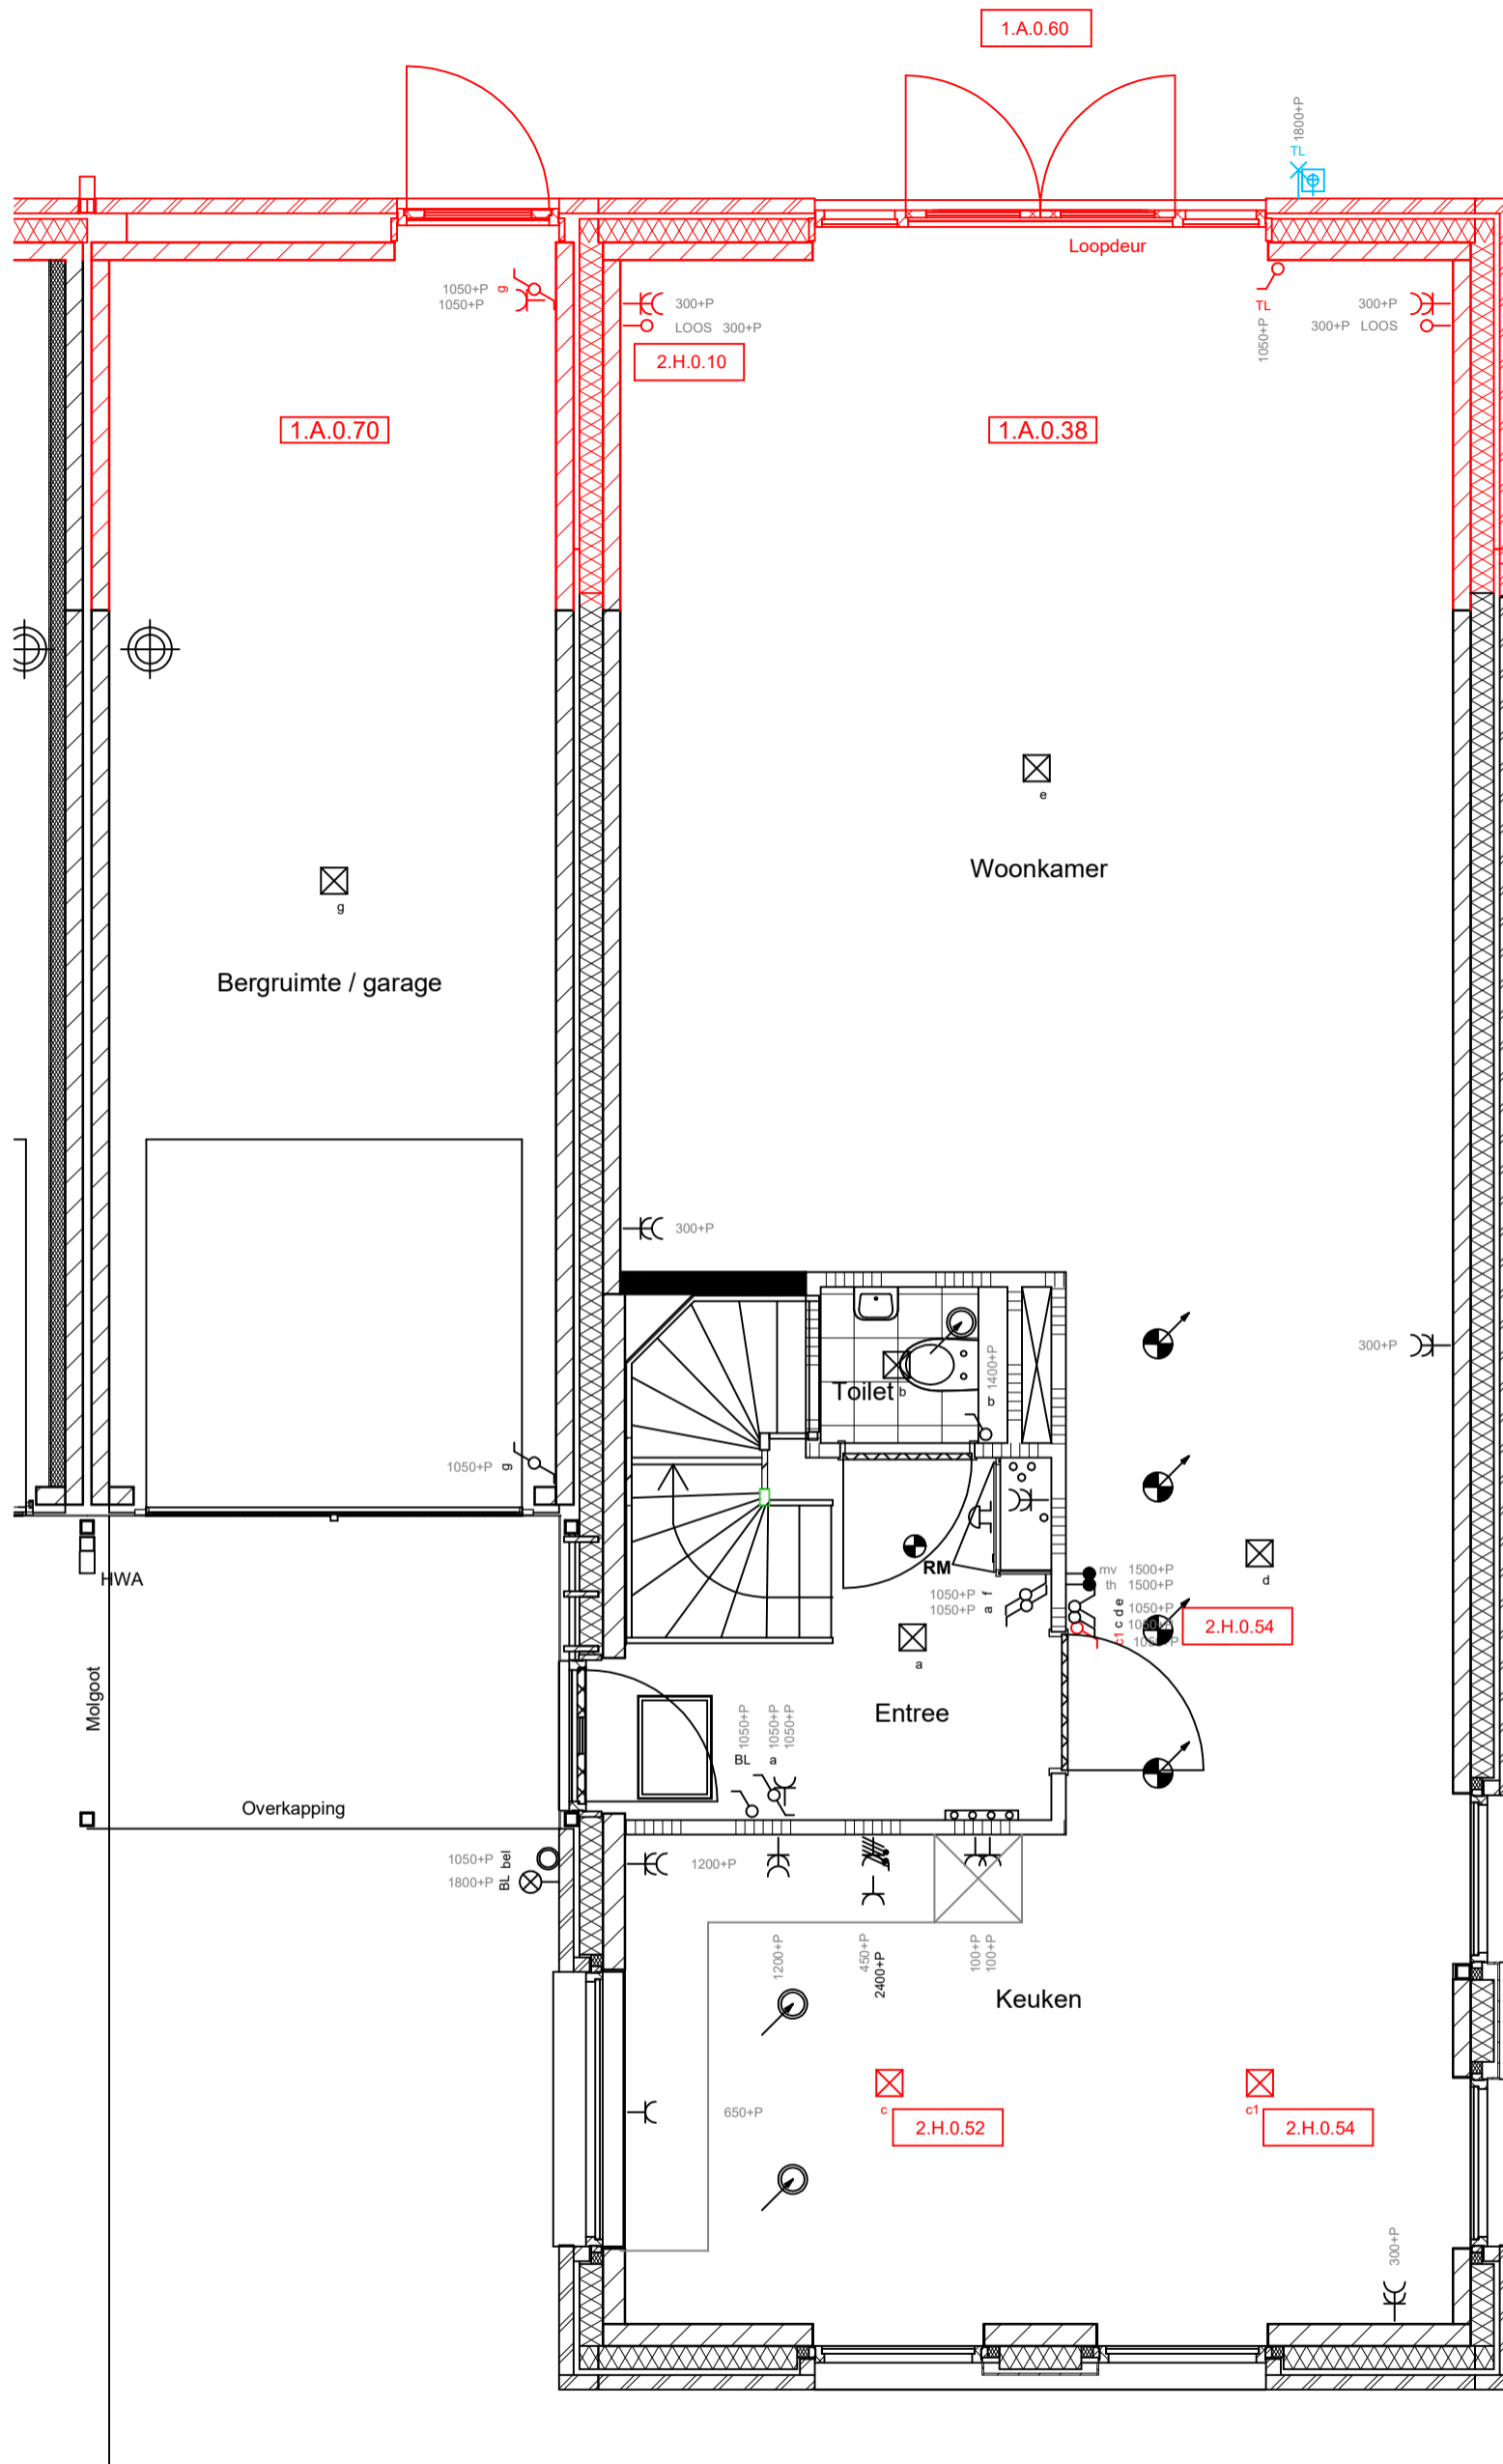 1.A.0.60
1800+P
TL
Loopdeur
1050+P
1050+P
g
300+P
LOOS 300+P
2.H.0.10
TL
1050+P
300+P
300+P LOOS
1.A.0.70
1.A.0.38
e
Woonkamer
g
Bergruimte / garage
300+P
300+P
1400+P
b
Toilet
b
1050+P
g
RM
HWA
1050+P
1050+P
f
a
mv 1500+P
th 1500+P
c d e
c1
1050+P
1050+P
1050+P
d
2.H.0.54
a
Molgoot
Entree
1050+P
BL
1050+P
1050+P
a
Overkapping
1050+P
1800+P
bel
BL
1200+P
1200+P
450+P
2400+P
100+P
100+P
Keuken
650+P
c
2.H.0.52
c1
2.H.0.54
300+P